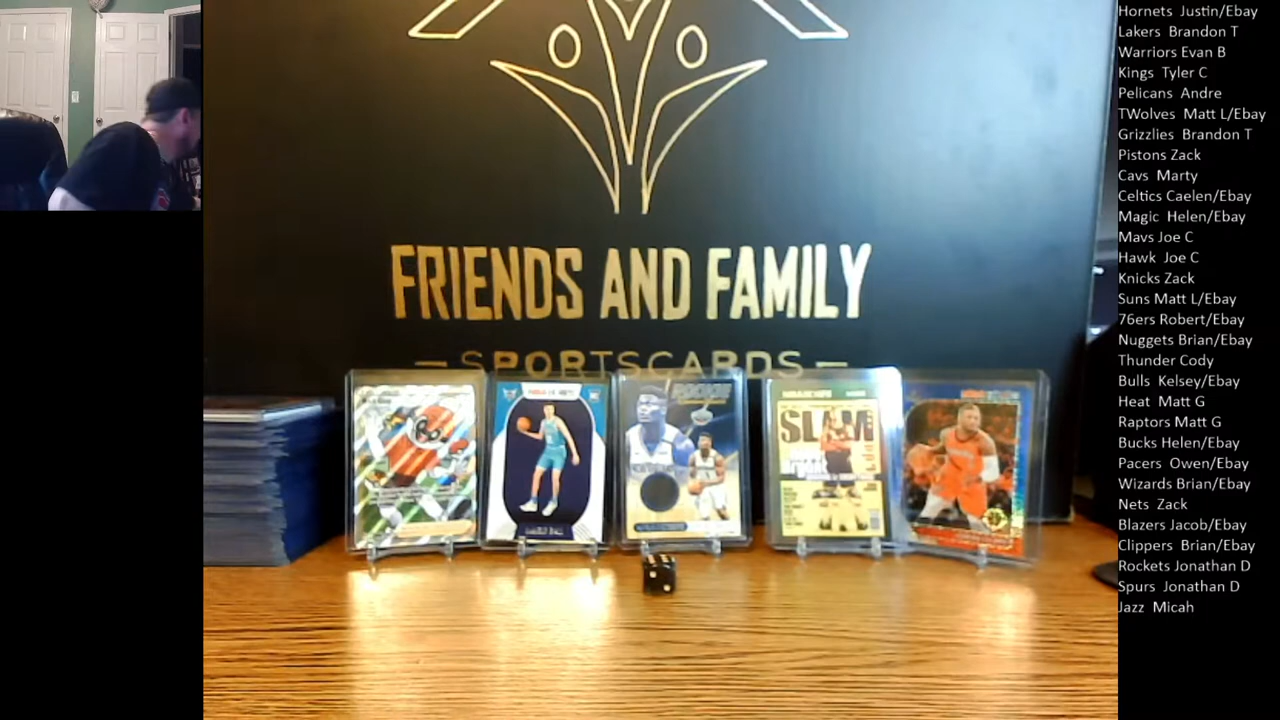 FRIENDS AND FAMILY
SPORTSCARDS
SLAM
ROOKIE
Hornets Justin/Ebay
Lakers Brandon T
Warriors Evan B
Kings Tyler C
Pelicans Andre
TWolves Matt L/Ebay
Grizzlies Brandon T
Pistons Zack
Cavs Marty
Celtics Caelen/Ebay
Magic Helen/Ebay
Mavs Joe C
Hawk Joe C
Knicks Zack
Suns Matt L/Ebay
76ers Robert/Ebay
Nuggets Brian/Ebay
Thunder Cody
Bulls Kelsey/Ebay
Heat Matt G
Raptors Matt G
Bucks Helen/Ebay
Pacers Owen/Ebay
Wizards Brian/Ebay
Nets Zack
Blazers Jacob/Ebay
Clippers Brian/Ebay
Rockets Jonathan D
Spurs Jonathan D
Jazz Micah